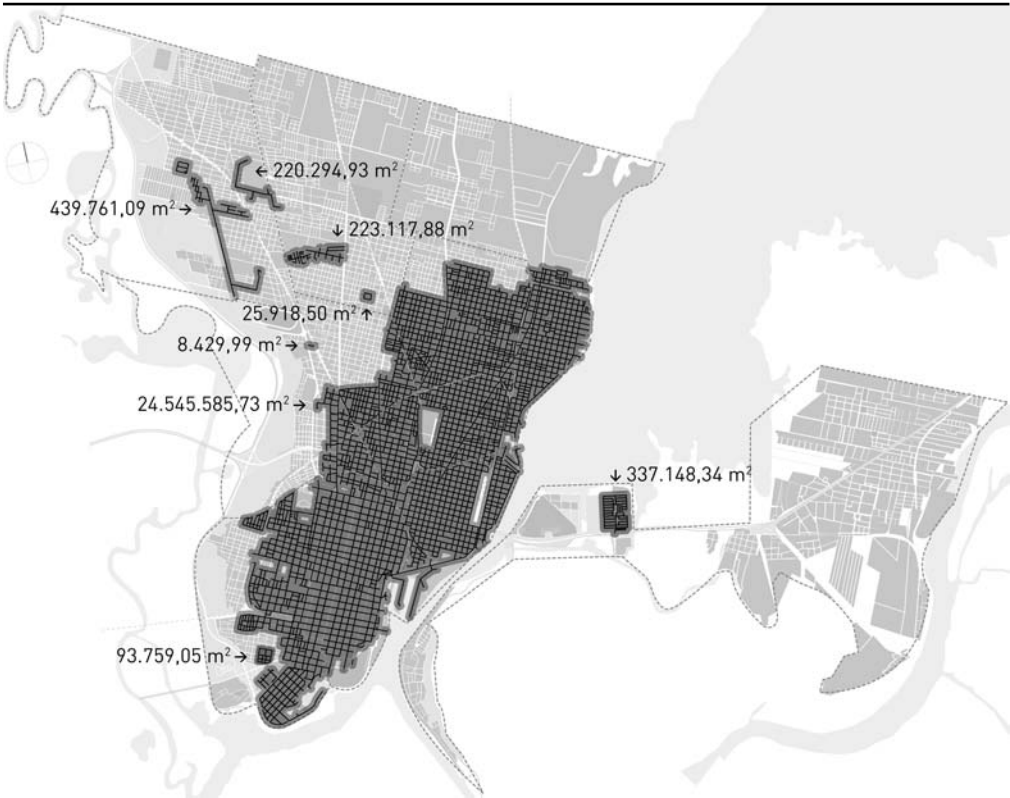 ← 220.294,93 m²
439.761,09 m² →
↓ 223.117,88 m²
25.918,50 m² ↑
8.429,99 m² →
24.545.585,73 m² →
↓ 337.148,34 m²
93.759,05 m² →